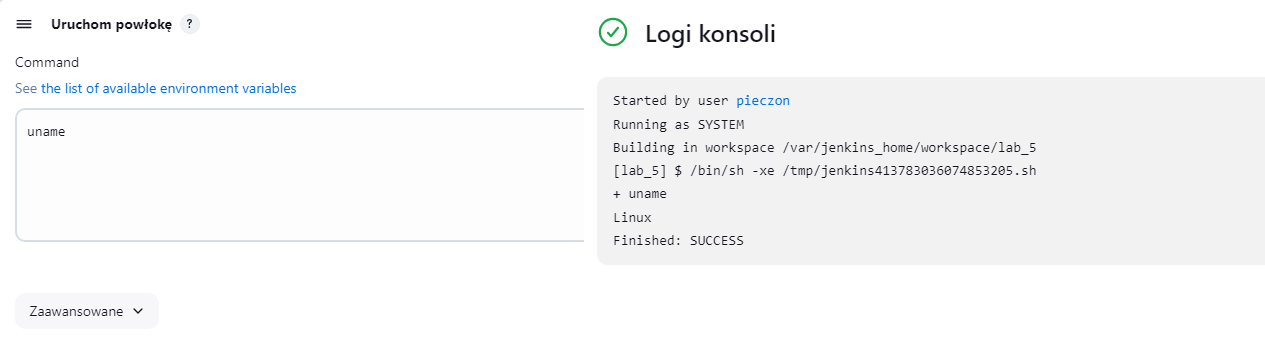 Uruchom powłokę ?
Command
See the list of available environment variables
uname
Zaawansowane
Logi konsoli
Started by user pieczon
Running as SYSTEM
Building in workspace /var/jenkins_home/workspace/lab_5
[lab_5] $ /bin/sh -xe /tmp/jenkins413783036074853205.sh
+ uname
Linux
Finished: SUCCESS